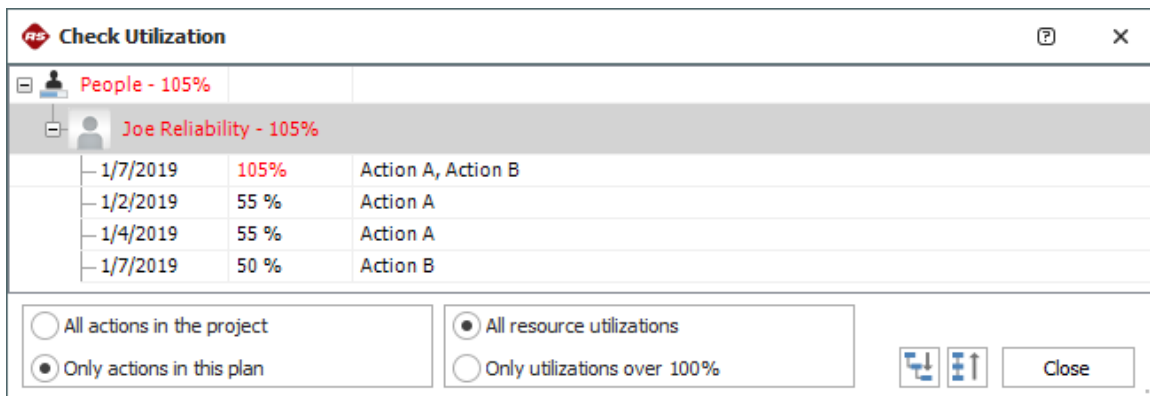 RS Check Utilization
People - 105%
Joe Reliability - 105%
1/7/2019 105% Action A, Action B
1/2/2019 55 % Action A
1/4/2019 55 % Action A
1/7/2019 50 % Action B
All actions in the project All resource utilizations
Only actions in this plan Only utilizations over 100% Close